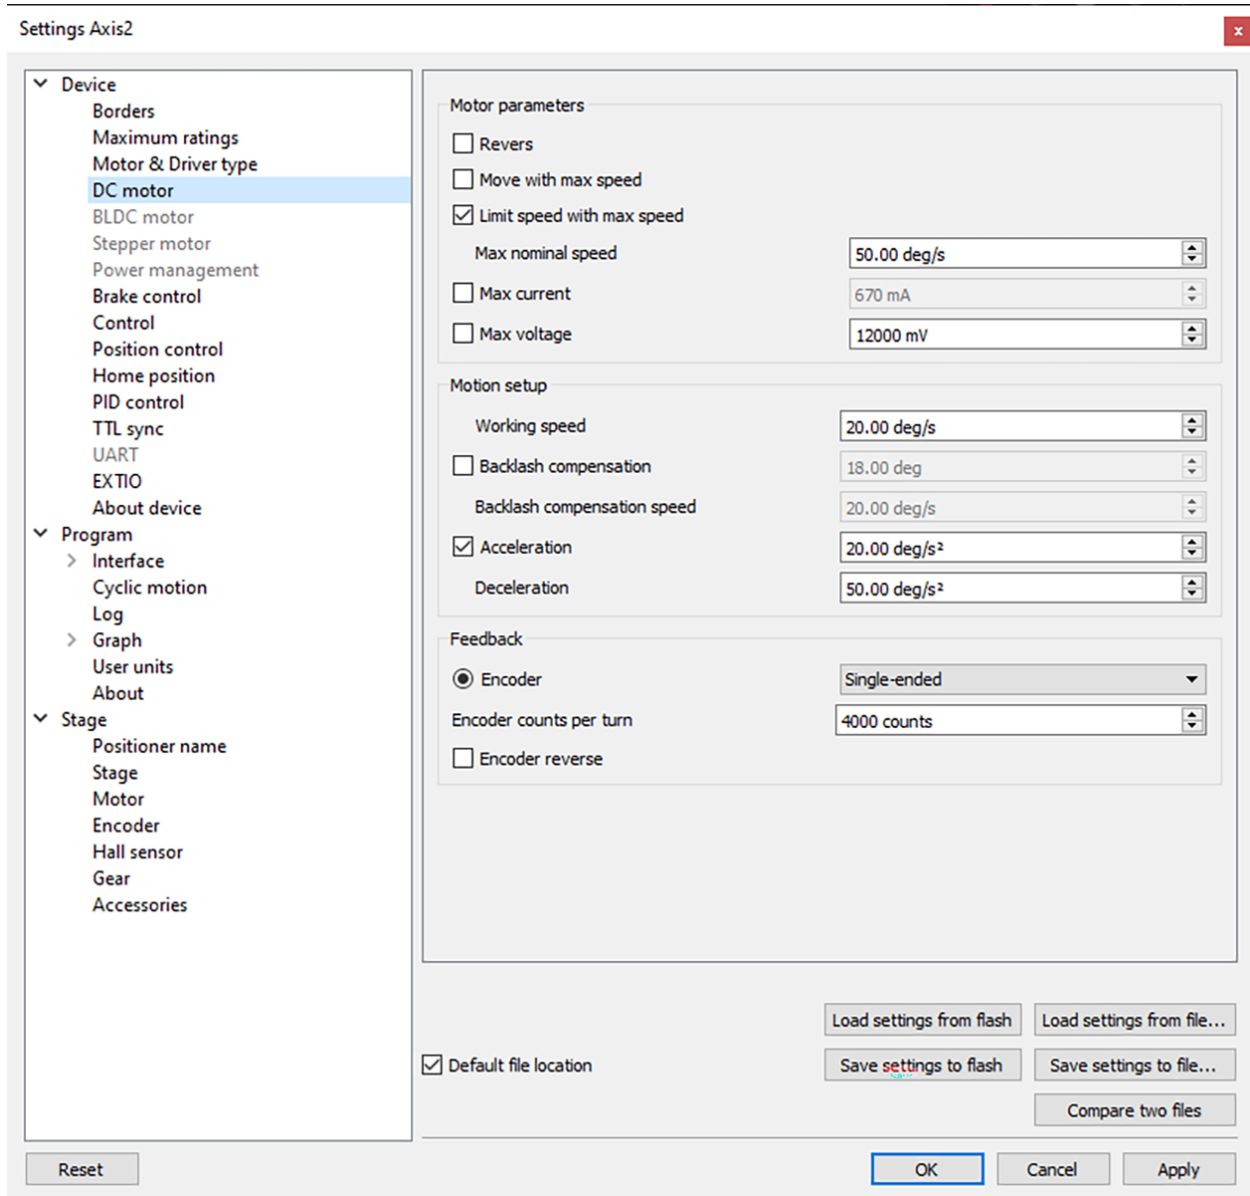 Settings Axis2
x
Device
Borders
Maximum ratings
Motor & Driver type
DC motor
BLDC motor
Stepper motor
Power management
Brake control
Control
Position control
Home position
PID control
TTL sync
UART
EXTIO
About device
Program
Interface
Cyclic motion
Log
Graph
User units
About
Stage
Positioner name
Stage
Motor
Encoder
Hall sensor
Gear
Accessories
Motor parameters
Revers
Move with max speed
Limit speed with max speed
Max nominal speed 50.00 deg/s
Max current 670 mA
Max voltage 12000 mV
Motion setup
Working speed 20.00 deg/s
Backlash compensation 18.00 deg
Backlash compensation speed 20.00 deg/s
Acceleration 20.00 deg/s²
Deceleration 50.00 deg/s²
Feedback
Encoder Single-ended
Encoder counts per turn 4000 counts
Encoder reverse
Load settings from flash Load settings from file...
Default file location Save settings to flash Save settings to file...
Compare two files
Reset OK Cancel Apply